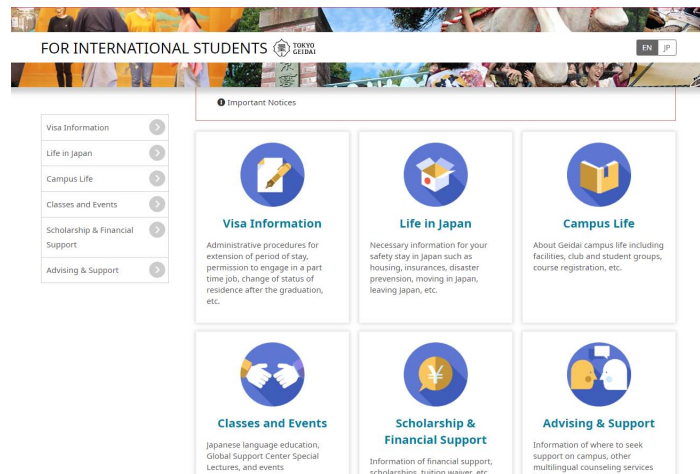 FOR INTERNATIONAL STUDENTS TOKYO GEIDAI
EN JP
Important Notices
Visa Information
Life in Japan
Campus Life
Classes and Events
Scholarship & Financial
Support
Advising & Support
Visa Information
Administrative procedures for
extension of period of stay,
permission to engage in a part
time job, change of status of
residence after the graduation,
etc.
Life in Japan
Necessary information for your
safety stay in Japan such as
housing, insurances, disaster
prevention, moving in Japan,
leaving Japan, etc.
Campus Life
About Geidai campus life including
facilities, club and student groups,
course registration, etc.
Classes and Events
Japanese language education,
Global Support Center Special
Lectures, and events
Scholarship &
Financial Support
Information of financial support,
scholarships, tuition waiver, etc.
Advising & Support
Information of where to seek
support on campus, other
multilingual counseling services